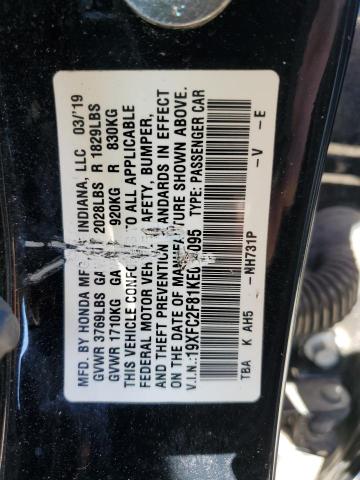 MFD. BY HONDA MF INDIANA, LLC 03/19
GVWR 3769LBS GA 2028LBS R 1829LBS
GVWR 1710KG GA 920KG R 830KG
THIS VEHICLE CONFO TO ALL APPLICABLE
FEDERAL MOTOR VEH AFETY, BUMPER,
AND THEFT PREVENTION ANDARDS IN EFFECT
ON THE DATE OF MANUFACTURE SHOWN ABOVE.
V.I.N.:19XFC2F81KE 095 TYPE: PASSENGER CAR
TBA K AH5 -NH731P -V -E